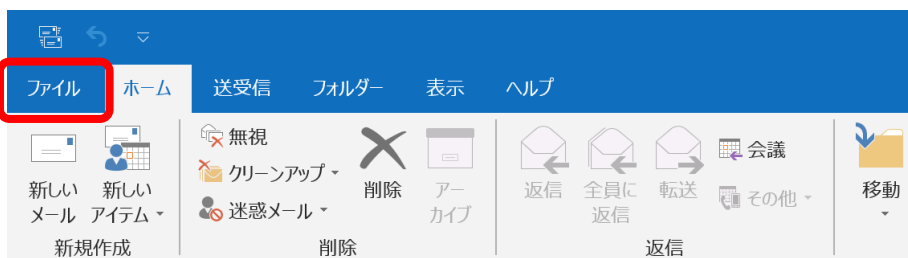 ファイル ホーム 送受信 フォルダー 表示 ヘルプ
新しい
メール
新しい
アイテム
新規作成
無視
クリーンアップ
迷惑メール
削除
アー
カイブ
削除
返信
全員に
返信
転送
会議
その他
返信
移動